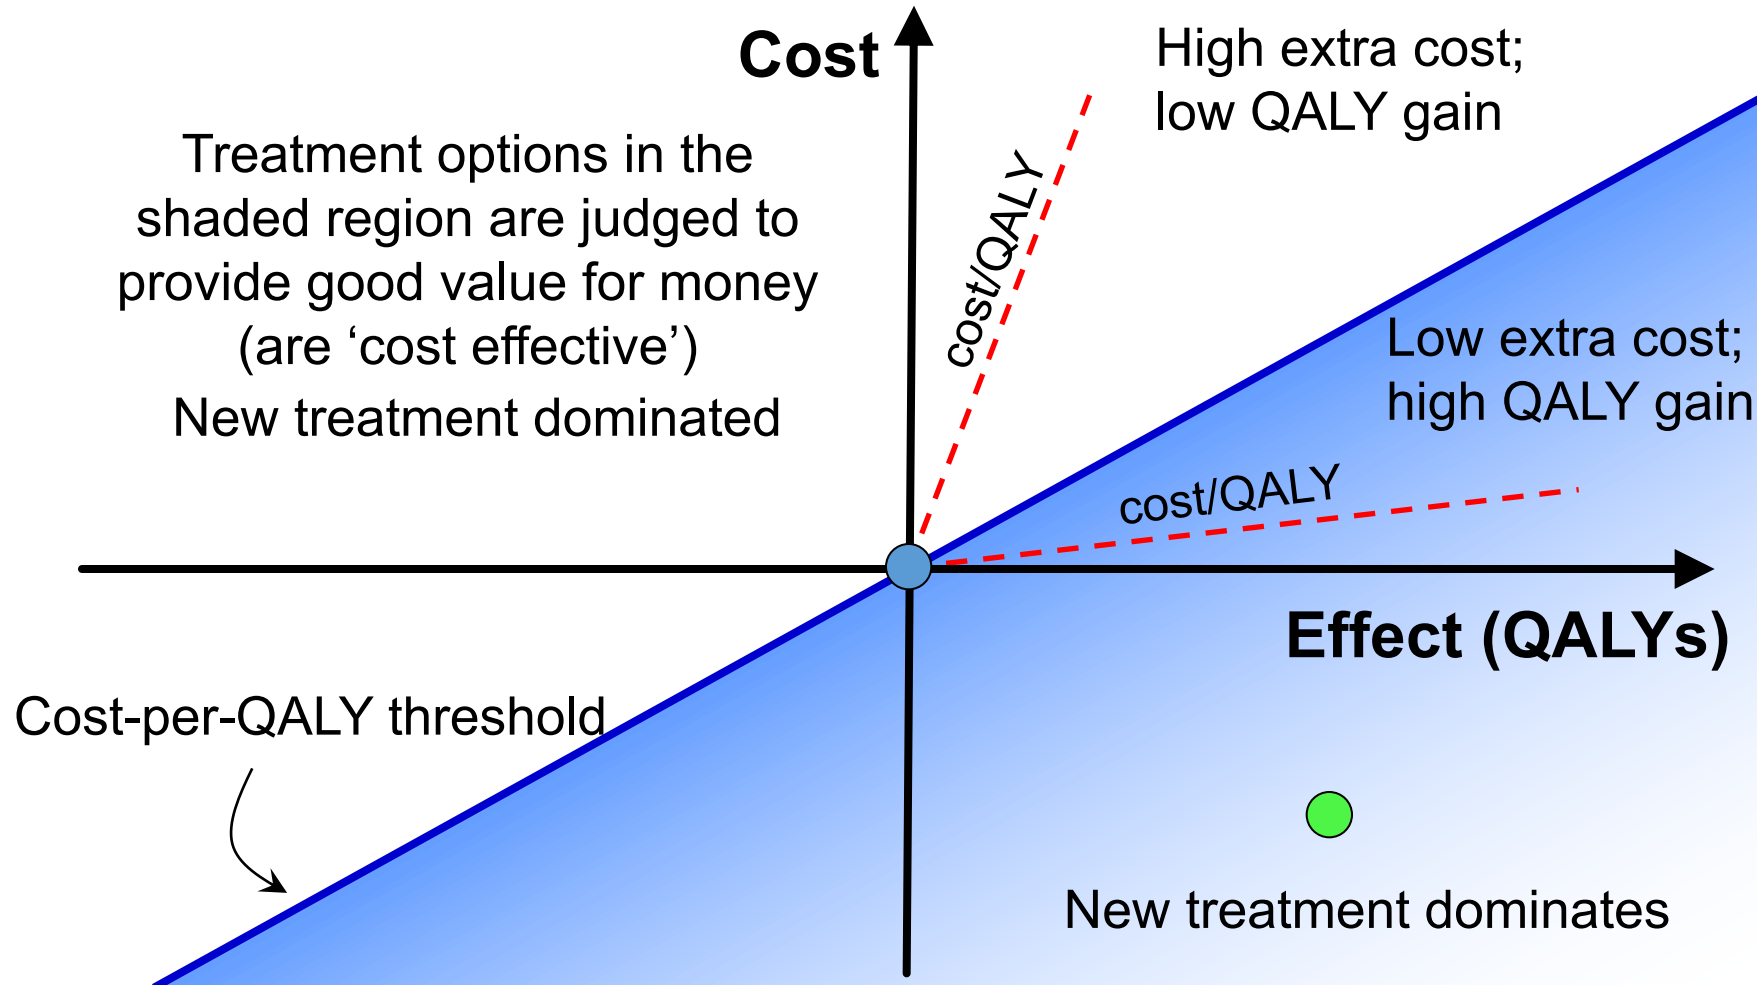 Cost
High extra cost;
low QALY gain
Treatment options in the
shaded region are judged to
provide good value for money
(are ‘cost effective’)
New treatment dominated
cost/QALY
Low extra cost;
high QALY gain
cost/QALY
Effect (QALYs)
Cost-per-QALY threshold
New treatment dominates